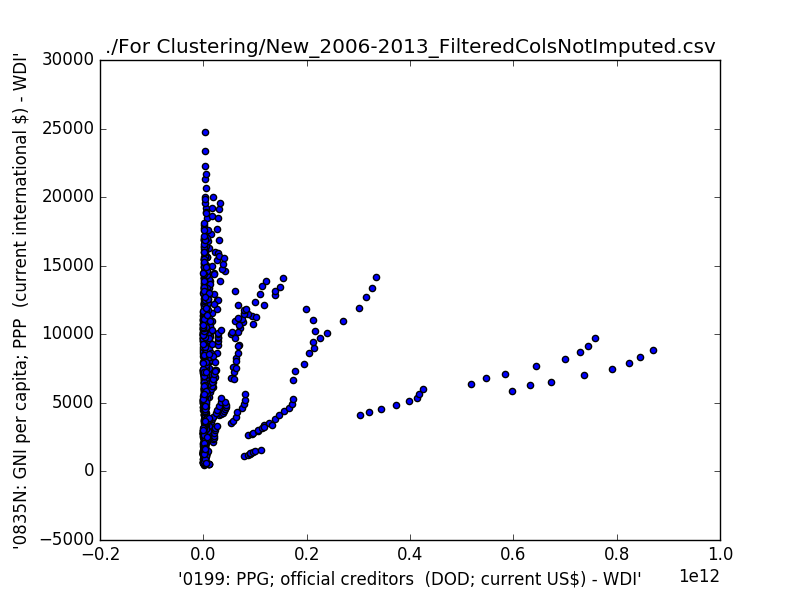 ./For Clustering/New_2006-2013_FilteredColsNotImputed.csv
'0835N: GNI per capita; PPP  (current international $) - WDI'
30000
25000
20000
15000
10000
5000
0
−5000
−0.2 0.0 0.2 0.4 0.6 0.8 1.0
1e12
'0199: PPG; official creditors  (DOD; current US$) - WDI'